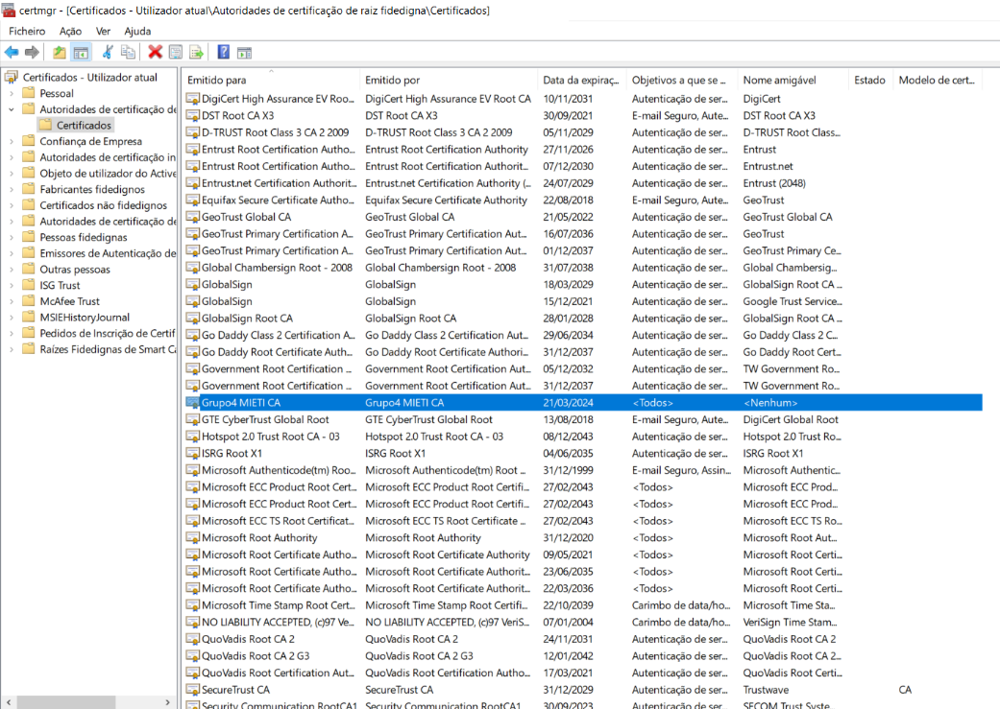 certmgr - [Certificados - Utilizador atual\Autoridades de certificação de raiz fidedigna\Certificados]
Ficheiro Ação Ver Ajuda
Certificados - Utilizador atual
Pessoal
Autoridades de certificação de
Certificados
Confiança de Empresa
Autoridades de certificação in
Objeto de utilizador do Active
Fabricantes fidedignos
Certificados não fidedignos
Autoridades de certificação de
Pessoas fidedignas
Emissores de Autenticação de
Outras pessoas
ISG Trust
McAfee Trust
MSIEHistoryJournal
Pedidos de Inscrição de Certif
Raízes Fidedignas de Smart Ca
Emitido para Emitido por Data da expiraç... Objetivos a que se ... Nome amigável Estado Modelo de cert...
DigiCert High Assurance EV Roo... DigiCert High Assurance EV Root CA 10/11/2031 Autenticação de ser... DigiCert
DST Root CA X3 DST Root CA X3 30/09/2021 E-mail Seguro, Aute... DST Root CA X3
D-TRUST Root Class 3 CA 2 2009 D-TRUST Root Class 3 CA 2 2009 05/11/2029 Autenticação de ser... D-TRUST Root Class...
Entrust Root Certification Autho... Entrust Root Certification Authority 27/11/2026 Autenticação de ser... Entrust
Entrust Root Certification Autho... Entrust Root Certification Authorit... 07/12/2030 Autenticação de ser... Entrust.net
Entrust.net Certification Authorit... Entrust.net Certification Authority (... 24/07/2029 Autenticação de ser... Entrust (2048)
Equifax Secure Certificate Autho... Equifax Secure Certificate Authority 22/08/2018 E-mail Seguro, Aute... GeoTrust
GeoTrust Global CA GeoTrust Global CA 21/05/2022 Autenticação de ser... GeoTrust Global CA
GeoTrust Primary Certification A... GeoTrust Primary Certification Aut... 16/07/2036 Autenticação de ser... GeoTrust
GeoTrust Primary Certification A... GeoTrust Primary Certification Aut... 01/12/2037 Autenticação de ser... GeoTrust Primary Ce...
Global Chambersign Root - 2008 Global Chambersign Root - 2008 31/07/2038 Autenticação de ser... Global Chambersig...
GlobalSign GlobalSign 18/03/2029 Autenticação de ser... GlobalSign Root CA ...
GlobalSign GlobalSign 15/12/2021 Autenticação de ser... Google Trust Service...
GlobalSign Root CA GlobalSign Root CA 28/01/2028 Autenticação de ser... GlobalSign Root CA ...
Go Daddy Class 2 Certification A... Go Daddy Class 2 Certification Aut... 29/06/2034 Autenticação de ser... Go Daddy Class 2 C...
Go Daddy Root Certificate Auth... Go Daddy Root Certificate Authori... 31/12/2037 Autenticação de ser... Go Daddy Root Cert...
Government Root Certification ... Government Root Certification Aut... 05/12/2032 Autenticação de ser... TW Government Ro...
Government Root Certification ... Government Root Certification Aut... 31/12/2037 Autenticação de ser... TW Government Ro...
Grupo4 MIETI CA Grupo4 MIETI CA 21/03/2024 <Todos> <Nenhum>
GTE CyberTrust Global Root GTE CyberTrust Global Root 13/08/2018 E-mail Seguro, Aute... DigiCert Global Root
Hotspot 2.0 Trust Root CA - 03 Hotspot 2.0 Trust Root CA - 03 08/12/2043 Autenticação de ser... Hotspot 2.0 Trust Ro...
ISRG Root X1 ISRG Root X1 04/06/2035 Autenticação de ser... ISRG Root X1
Microsoft Authenticode(tm) Roo... Microsoft Authenticode(tm) Root ... 31/12/1999 E-mail Seguro, Assin... Microsoft Authentic...
Microsoft ECC Product Root Cert... Microsoft ECC Product Root Certifi... 27/02/2043 <Todos> Microsoft ECC Prod...
Microsoft ECC Product Root Cert... Microsoft ECC Product Root Certifi... 27/02/2043 <Todos> Microsoft ECC Prod...
Microsoft ECC TS Root Certificat... Microsoft ECC TS Root Certificate ... 27/02/2043 <Todos> Microsoft ECC TS Ro...
Microsoft Root Authority Microsoft Root Authority 31/12/2020 <Todos> Microsoft Root Aut...
Microsoft Root Certificate Autho... Microsoft Root Certificate Authority 09/05/2021 <Todos> Microsoft Root Certi...
Microsoft Root Certificate Autho... Microsoft Root Certificate Authorit... 23/06/2035 <Todos> Microsoft Root Certi...
Microsoft Root Certificate Autho... Microsoft Root Certificate Authorit... 22/03/2036 <Todos> Microsoft Root Certi...
Microsoft Time Stamp Root Cert... Microsoft Time Stamp Root Certifi... 22/10/2039 Carimbo de data/ho... Microsoft Time Sta...
NO LIABILITY ACCEPTED, (c)97 Ve... NO LIABILITY ACCEPTED, (c)97 VeriS... 07/01/2004 Carimbo de data/ho... VeriSign Time Stam...
QuoVadis Root CA 2 QuoVadis Root CA 2 24/11/2031 Autenticação de ser... QuoVadis Root CA 2
QuoVadis Root CA 2 G3 QuoVadis Root CA 2 G3 12/01/2042 Autenticação de ser... QuoVadis Root CA 2...
QuoVadis Root Certification Aut... QuoVadis Root Certification Autho... 17/03/2021 Autenticação de ser... QuoVadis Root Certi...
SecureTrust CA SecureTrust CA 31/12/2029 Autenticação de ser... Trustwave CA
Security Communication RootCA1 Security Communication RootCA1 30/09/2023 Autenticação de ser... SECOM Trust Syste...